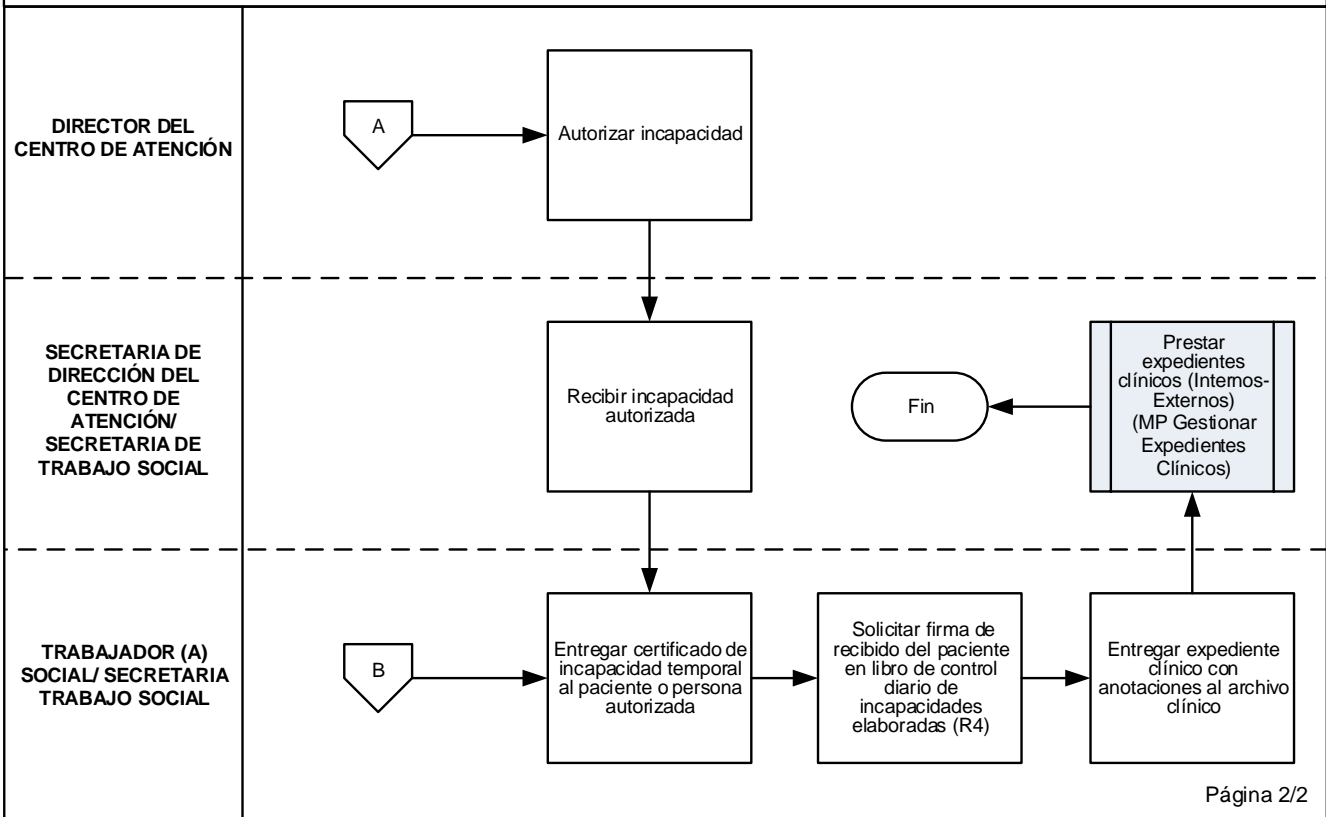 DIRECTOR DEL
CENTRO DE ATENCIÓN
A
Autorizar incapacidad
SECRETARIA DE
DIRECCIÓN DEL
CENTRO DE
ATENCIÓN/
SECRETARIA DE
TRABAJO SOCIAL
Recibir incapacidad
autorizada
Fin
Prestar
expedientes
clínicos (Internos-
Externos)
(MP Gestionar
Expedientes
Clínicos)
TRABAJADOR (A)
SOCIAL/ SECRETARIA
TRABAJO SOCIAL
B
Entregar certificado de
incapacidad temporal
al paciente o persona
autorizada
Solicitar firma de
recibido del paciente
en libro de control
diario de
incapacidades
elaboradas (R4)
Entregar expediente
clínico con
anotaciones al archivo
clínico
Página 2/2